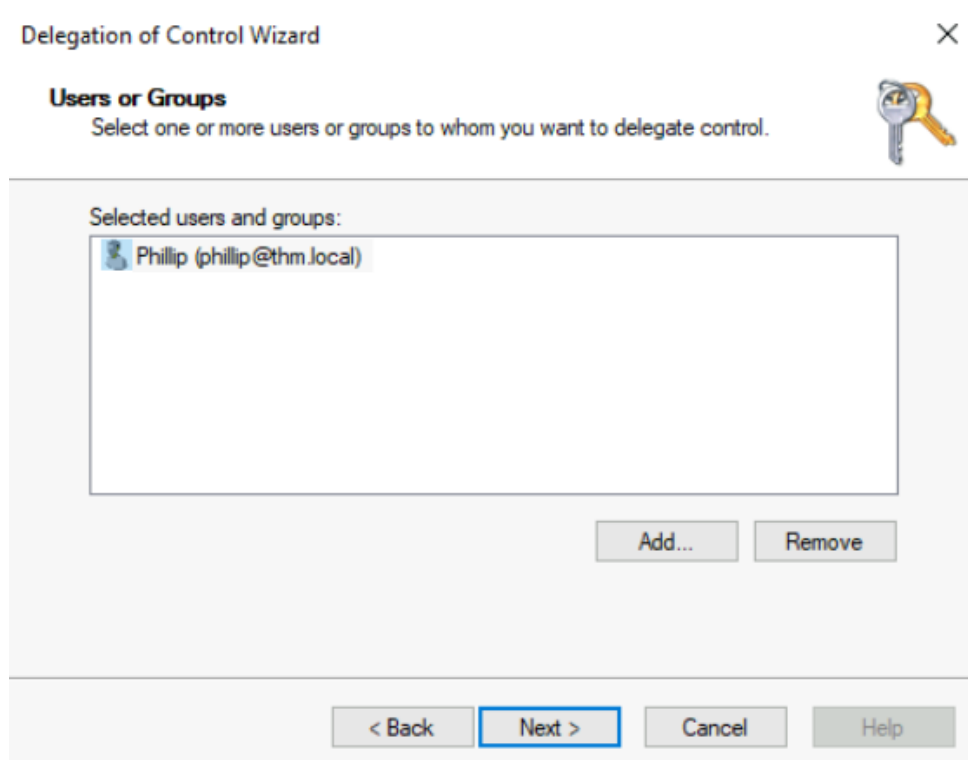 Delegation of Control Wizard
Users or Groups
Select one or more users or groups to whom you want to delegate control.
Selected users and groups:
Phillip (phillip@thm.local)
Add...
Remove
< Back
Next >
Cancel
Help